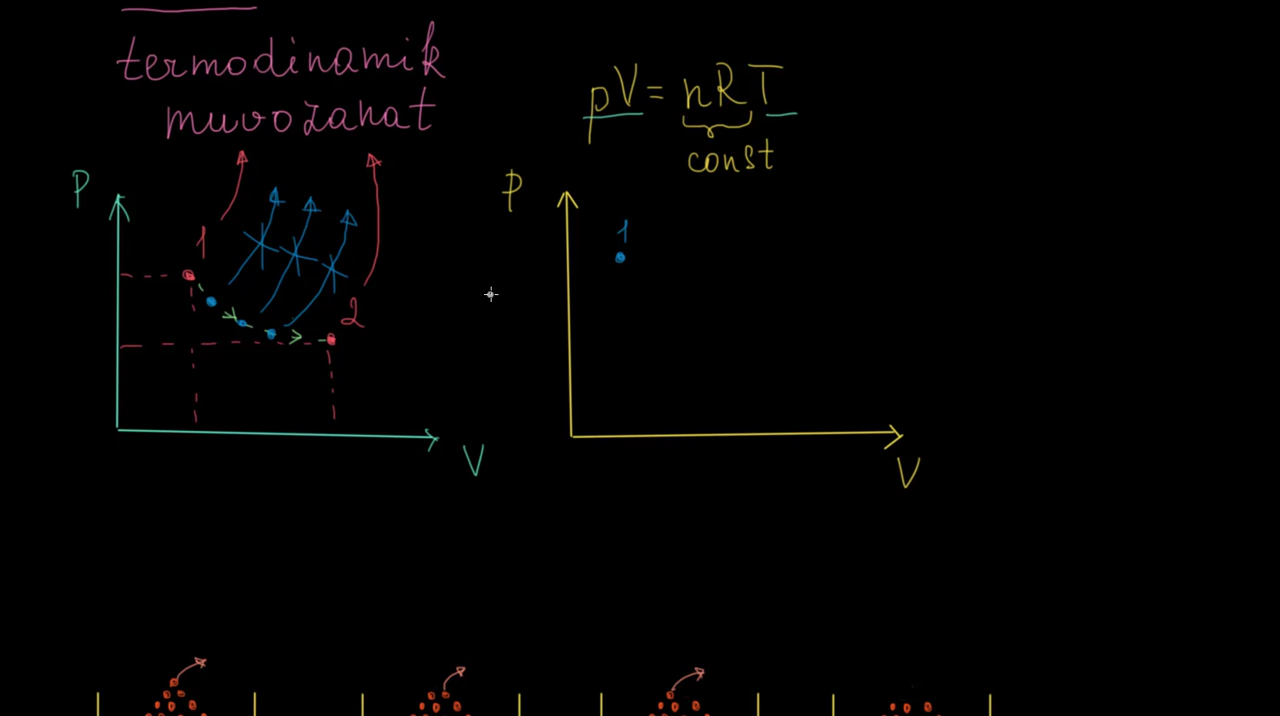 termodinamik
muvozanat
pV = nRT
const
P
1
2
V
P
1
V